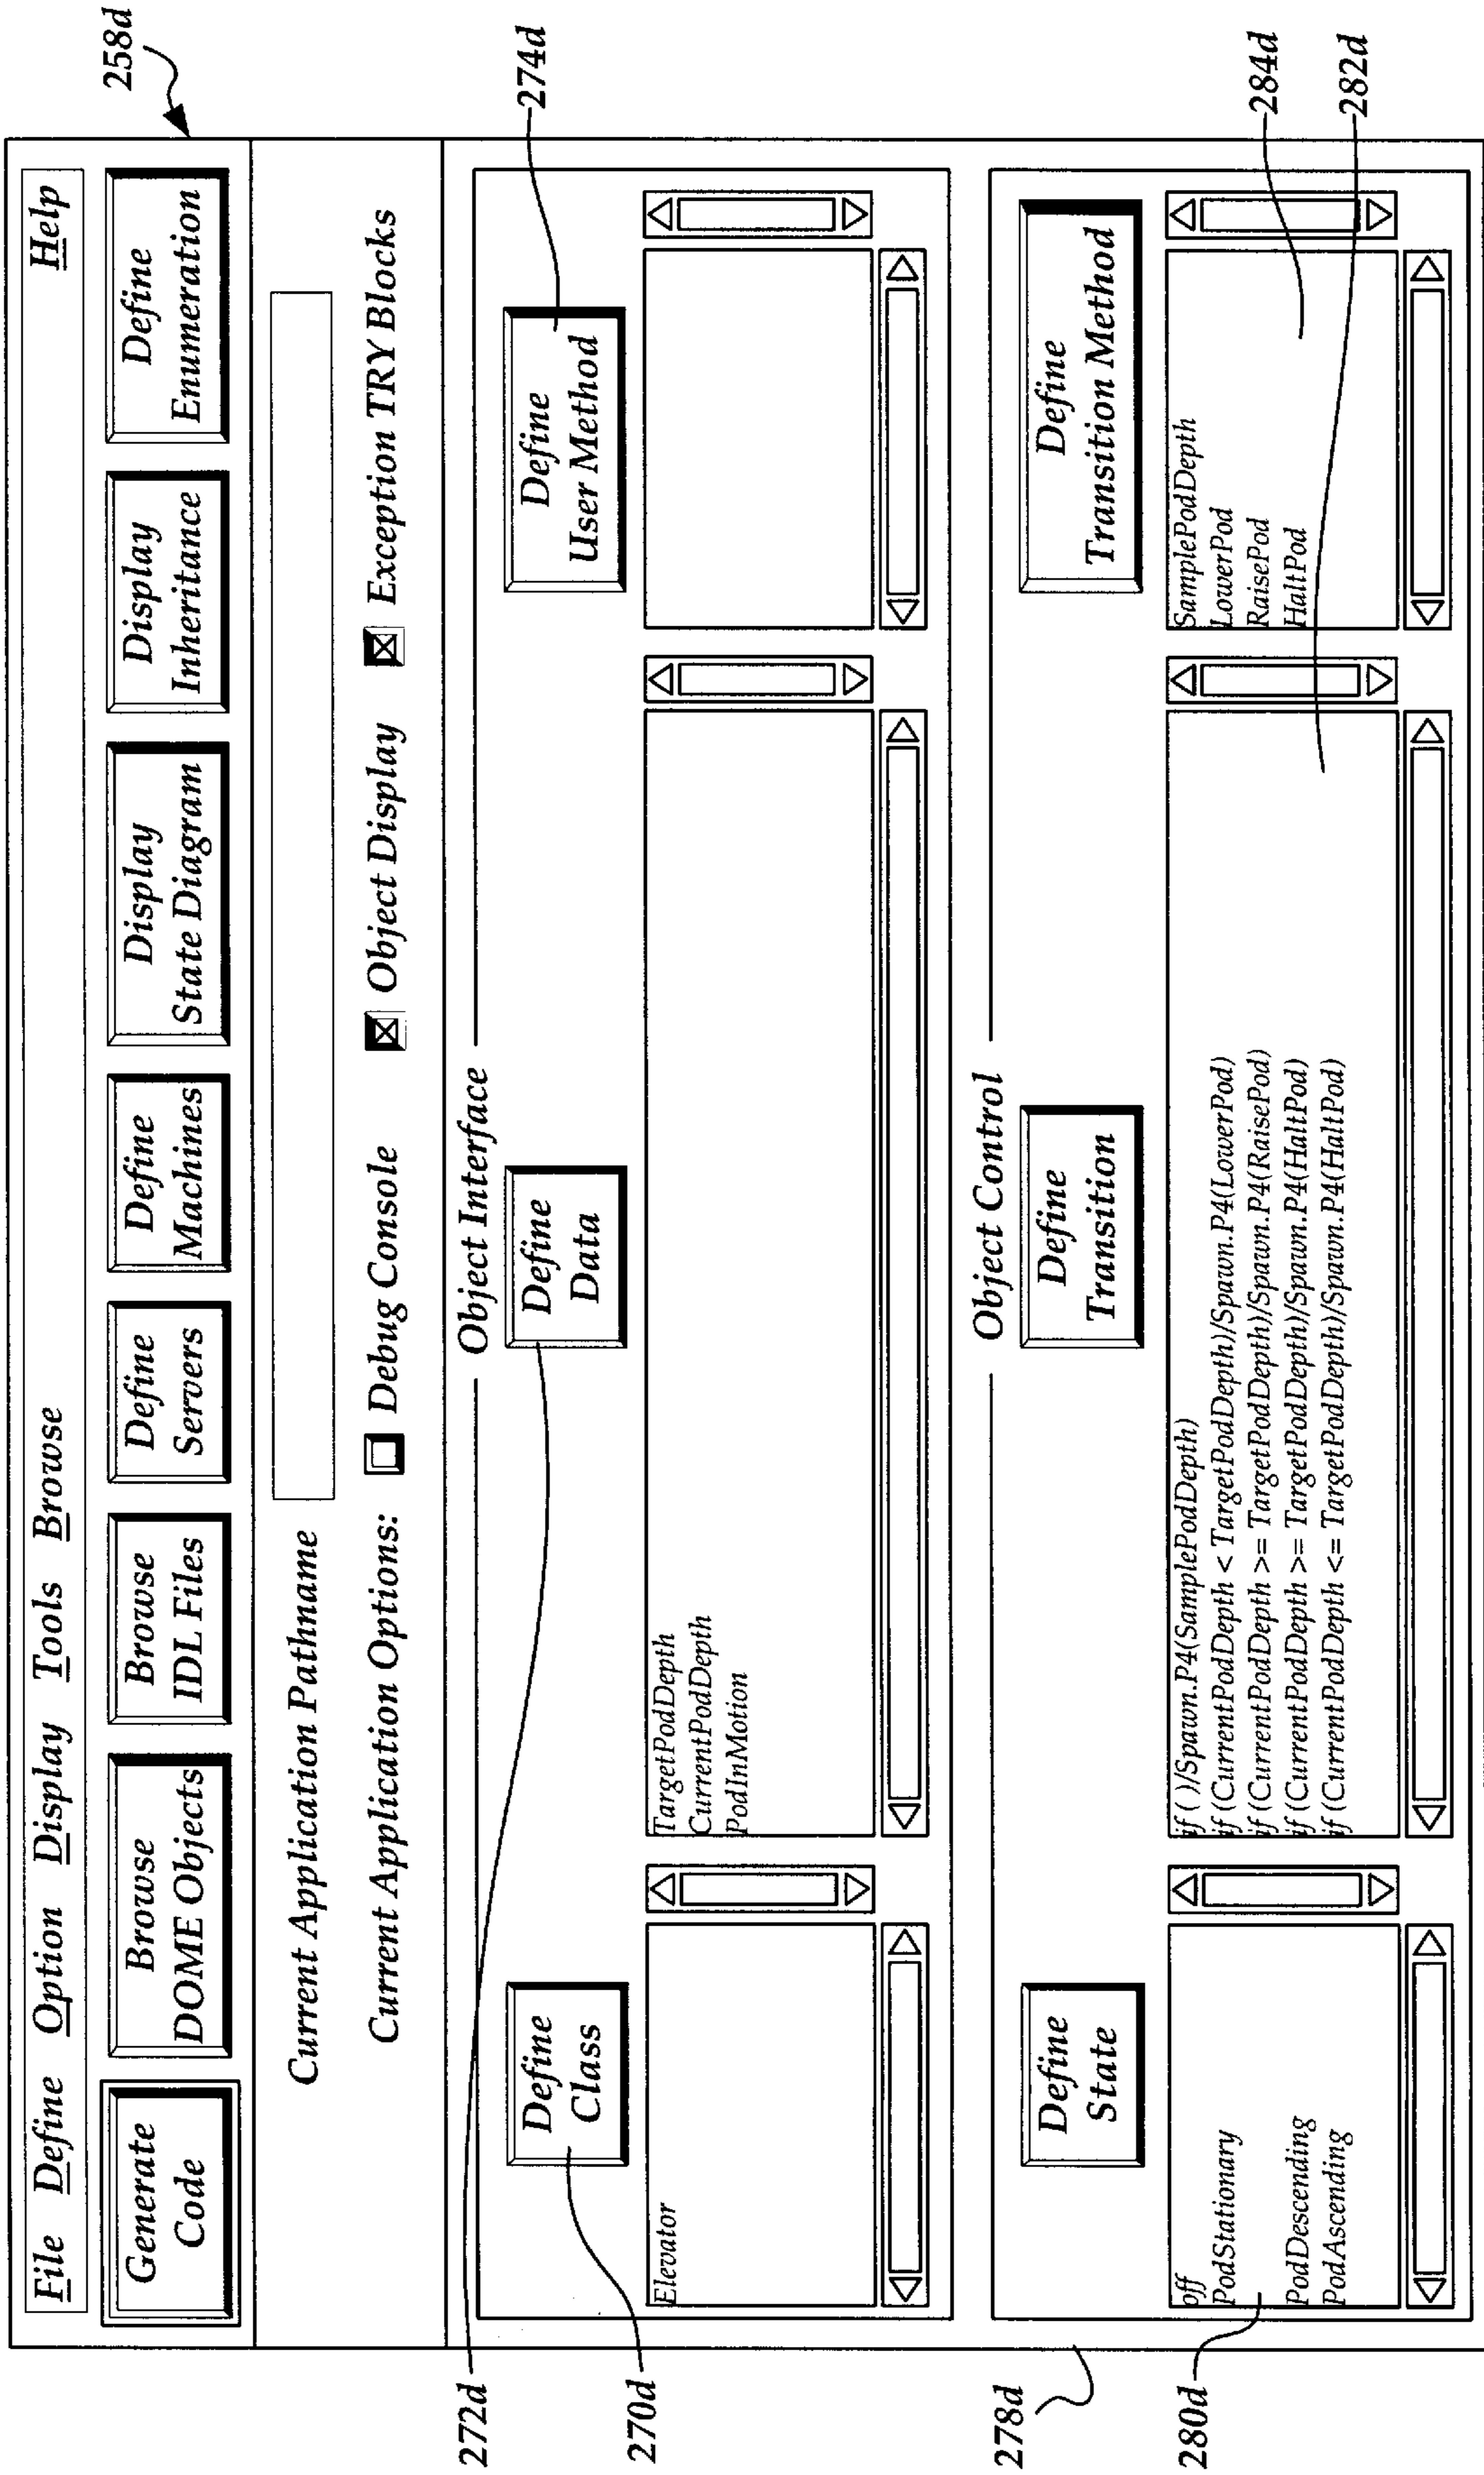 258d
File Define Option Display Tools Browse Help
Generate
Code
Browse
DOME Objects
Browse
IDL Files
Define
Servers
Define
Machines
Display
State Diagram
Display
Inheritance
Define
Enumeration
Current Application Pathname
Current Application Options: Debug Console Object Display Exception TRY Blocks
Object Interface
272d
270d
274d
Define
Class
Define
Data
Define
User Method
Elevator
TargetPodDepth
CurrentPodDepth
PodInMotion
Object Control
278d
Define
State
Define
Transition
Define
Transition Method
280d
off
PodStationary
PodDescending
PodAscending
if ( )/Spawn.P4(SamplePodDepth)
if (CurrentPodDepth < TargetPodDepth)/Spawn.P4(LowerPod)
if (CurrentPodDepth >= TargetPodDepth)/Spawn.P4(RaisePod)
if (CurrentPodDepth >= TargetPodDepth)/Spawn.P4(HaltPod)
if (CurrentPodDepth <= TargetPodDepth)/Spawn.P4(HaltPod)
SamplePodDepth
LowerPod
RaisePod
HaltPod
284d
282d